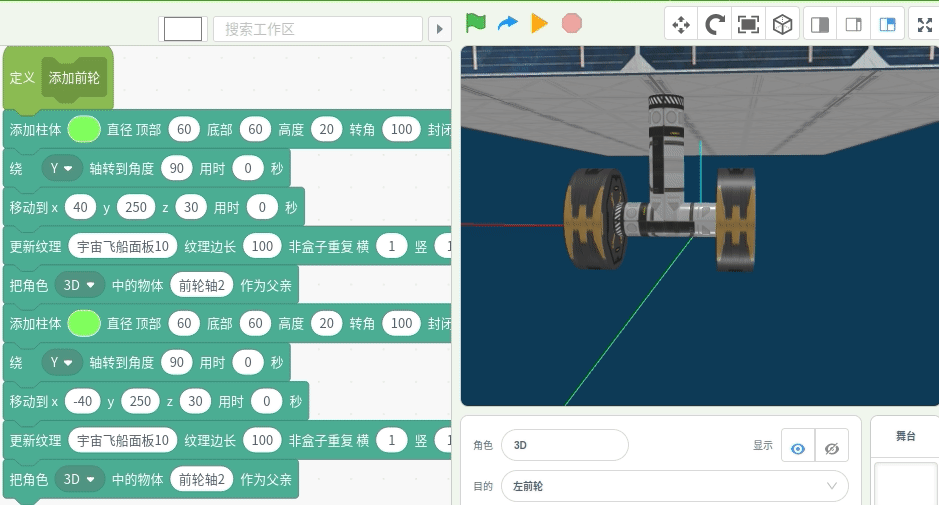 搜索工作区
定义 添加前轮
添加柱体 直径 顶部 60 底部 60 高度 20 转角 100 封闭
绕 Y 轴转到角度 90 用时 0 秒
移动到 x 40 y 250 z 30 用时 0 秒
更新纹理 宇宙飞船面板10 纹理边长 100 非盒子重复 横 1 竖 1
把角色 3D 中的物体 前轮轴2 作为父亲
添加柱体 直径 顶部 60 底部 60 高度 20 转角 100 封闭
绕 Y 轴转到角度 90 用时 0 秒
移动到 x -40 y 250 z 30 用时 0 秒
更新纹理 宇宙飞船面板10 纹理边长 100 非盒子重复 横 1 竖 1
把角色 3D 中的物体 前轮轴2 作为父亲
角色 3D 显示
目的 左前轮
舞台